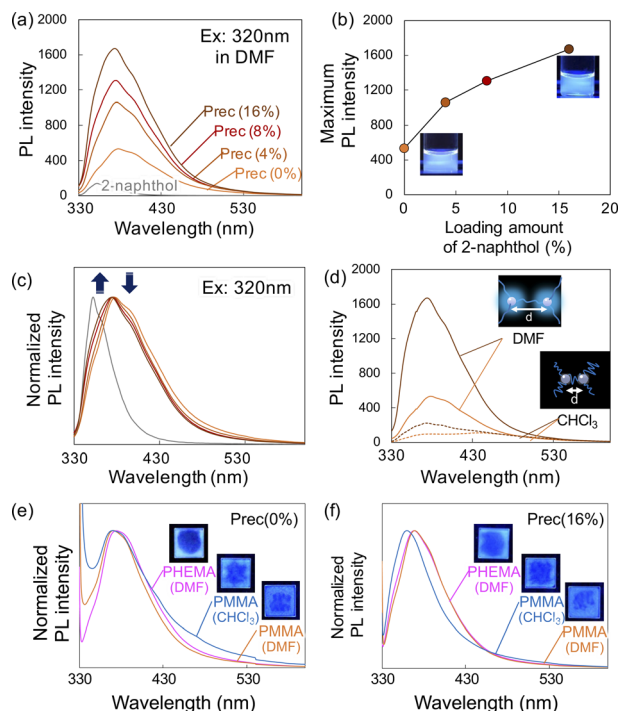 (a)
Ex: 320nm
in DMF
PL intensity
2000
1600
1200
800
400
0
Prec (16%)
Prec (8%)
Prec (4%)
Prec (0%)
2-naphthol
330
430
530
Wavelength (nm)
(b)
Maximum
PL intensity
2000
1600
1200
800
400
0
0
5
10
15
20
Loading amount
of 2-naphthol (%)
(c)
Ex: 320nm
Normalized
PL intensity
330
430
530
Wavelength (nm)
(d)
PL intensity
2000
1600
1200
800
400
0
d
DMF
d
CHCl3
330
430
530
Wavelength (nm)
(e)
Prec(0%)
Normalized
PL intensity
PHEMA
(DMF)
PMMA
(CHCl3)
PMMA
(DMF)
330
430
530
Wavelength (nm)
(f)
Prec(16%)
Normalized
PL intensity
PHEMA
(DMF)
PMMA
(CHCl3)
PMMA
(DMF)
330
430
530
Wavelength (nm)